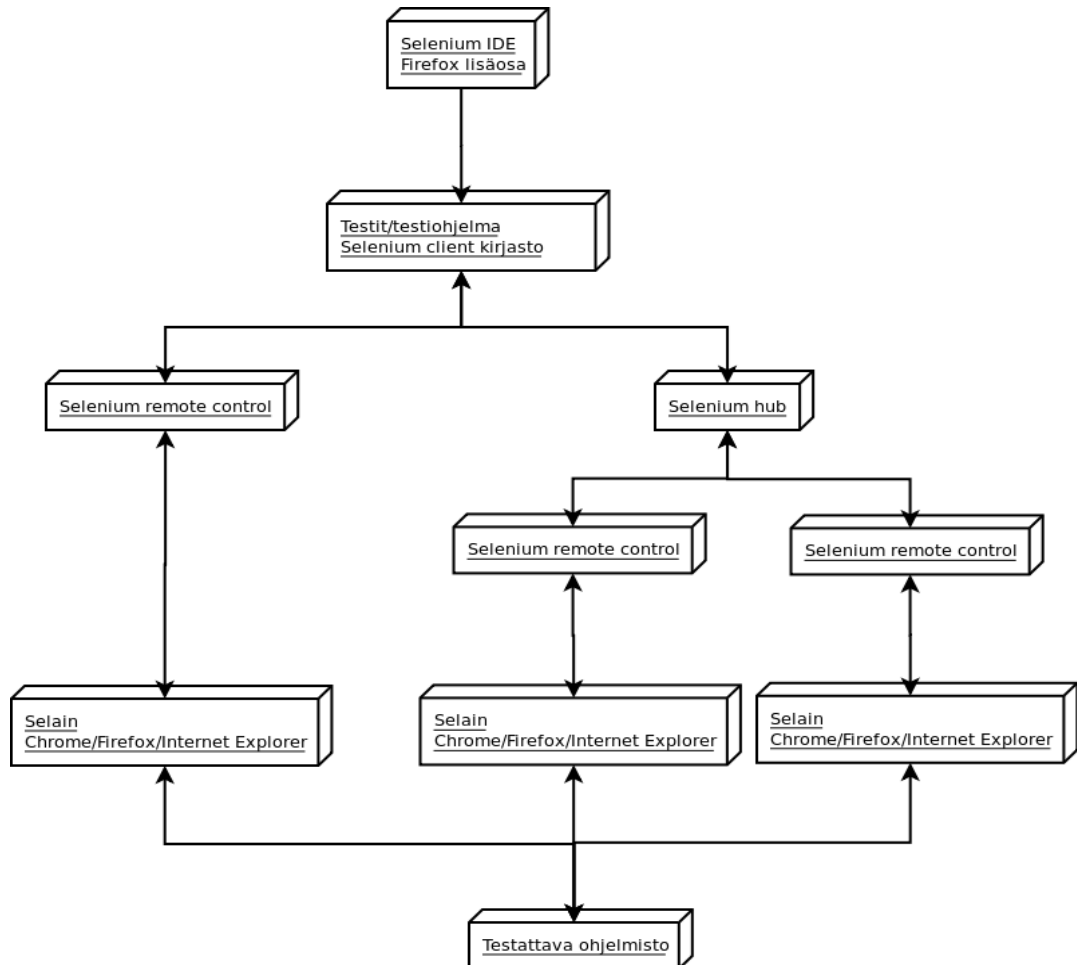 Selenium IDE
Firefox lisäosa
Testit/testiohjelma
Selenium client kirjasto
Selenium remote control
Selenium hub
Selenium remote control
Selenium remote control
Selain
Chrome/Firefox/Internet Explorer
Selain
Chrome/Firefox/Internet Explorer
Selain
Chrome/Firefox/Internet Explorer
Testattava ohjelmisto